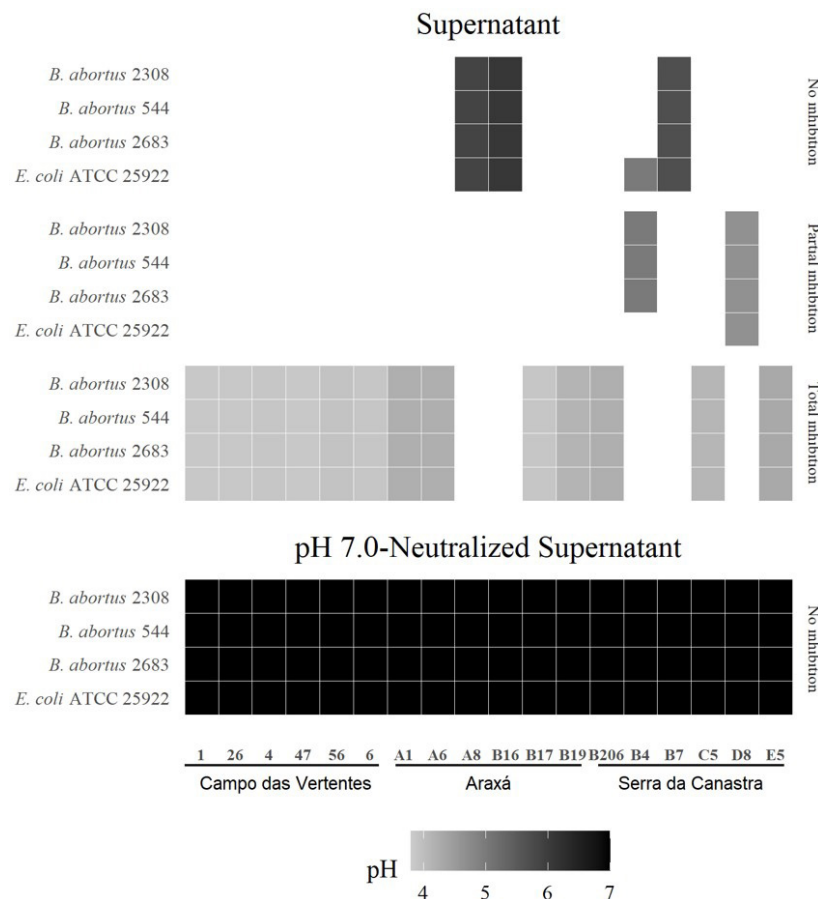 Supernatant
B. abortus 2308
B. abortus 544
B. abortus 2683
E. coli ATCC 25922
No inhibition
B. abortus 2308
B. abortus 544
B. abortus 2683
E. coli ATCC 25922
Partial inhibition
B. abortus 2308
B. abortus 544
B. abortus 2683
E. coli ATCC 25922
Total inhibition
pH 7.0-Neutralized Supernatant
B. abortus 2308
B. abortus 544
B. abortus 2683
E. coli ATCC 25922
No inhibition
1 26 4 47 56 6 A1 A6 A8 B16 B17 B19 B206 B4 B7 C5 D8 E5
Campo das Vertentes Araxá Serra da Canastra
pH
4 5 6 7